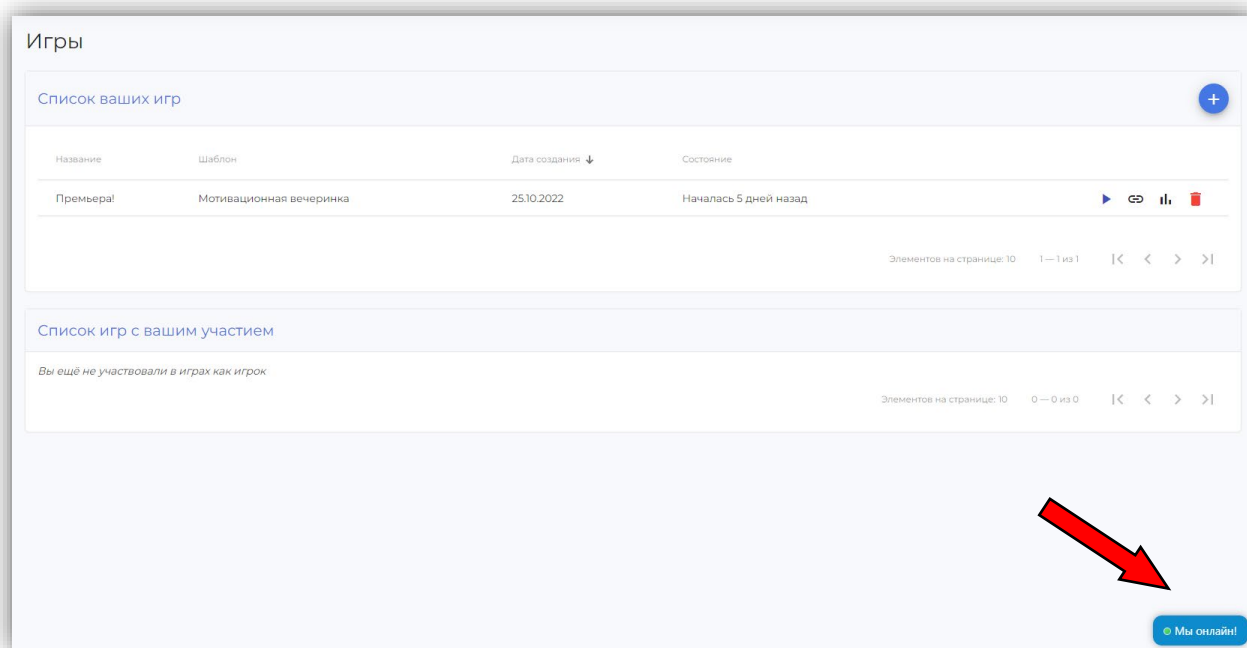 Игры
Список ваших игр
Название Шаблон Дата создания Состояние
Премьера! Мотивационная вечеринка 25.10.2022 Началась 5 дней назад
Элементов на странице: 10 1 — 1 из 1
Список игр с вашим участием
Вы ещё не участвовали в играх как игрок
Элементов на странице: 10 0 — 0 из 0
Мы онлайн!